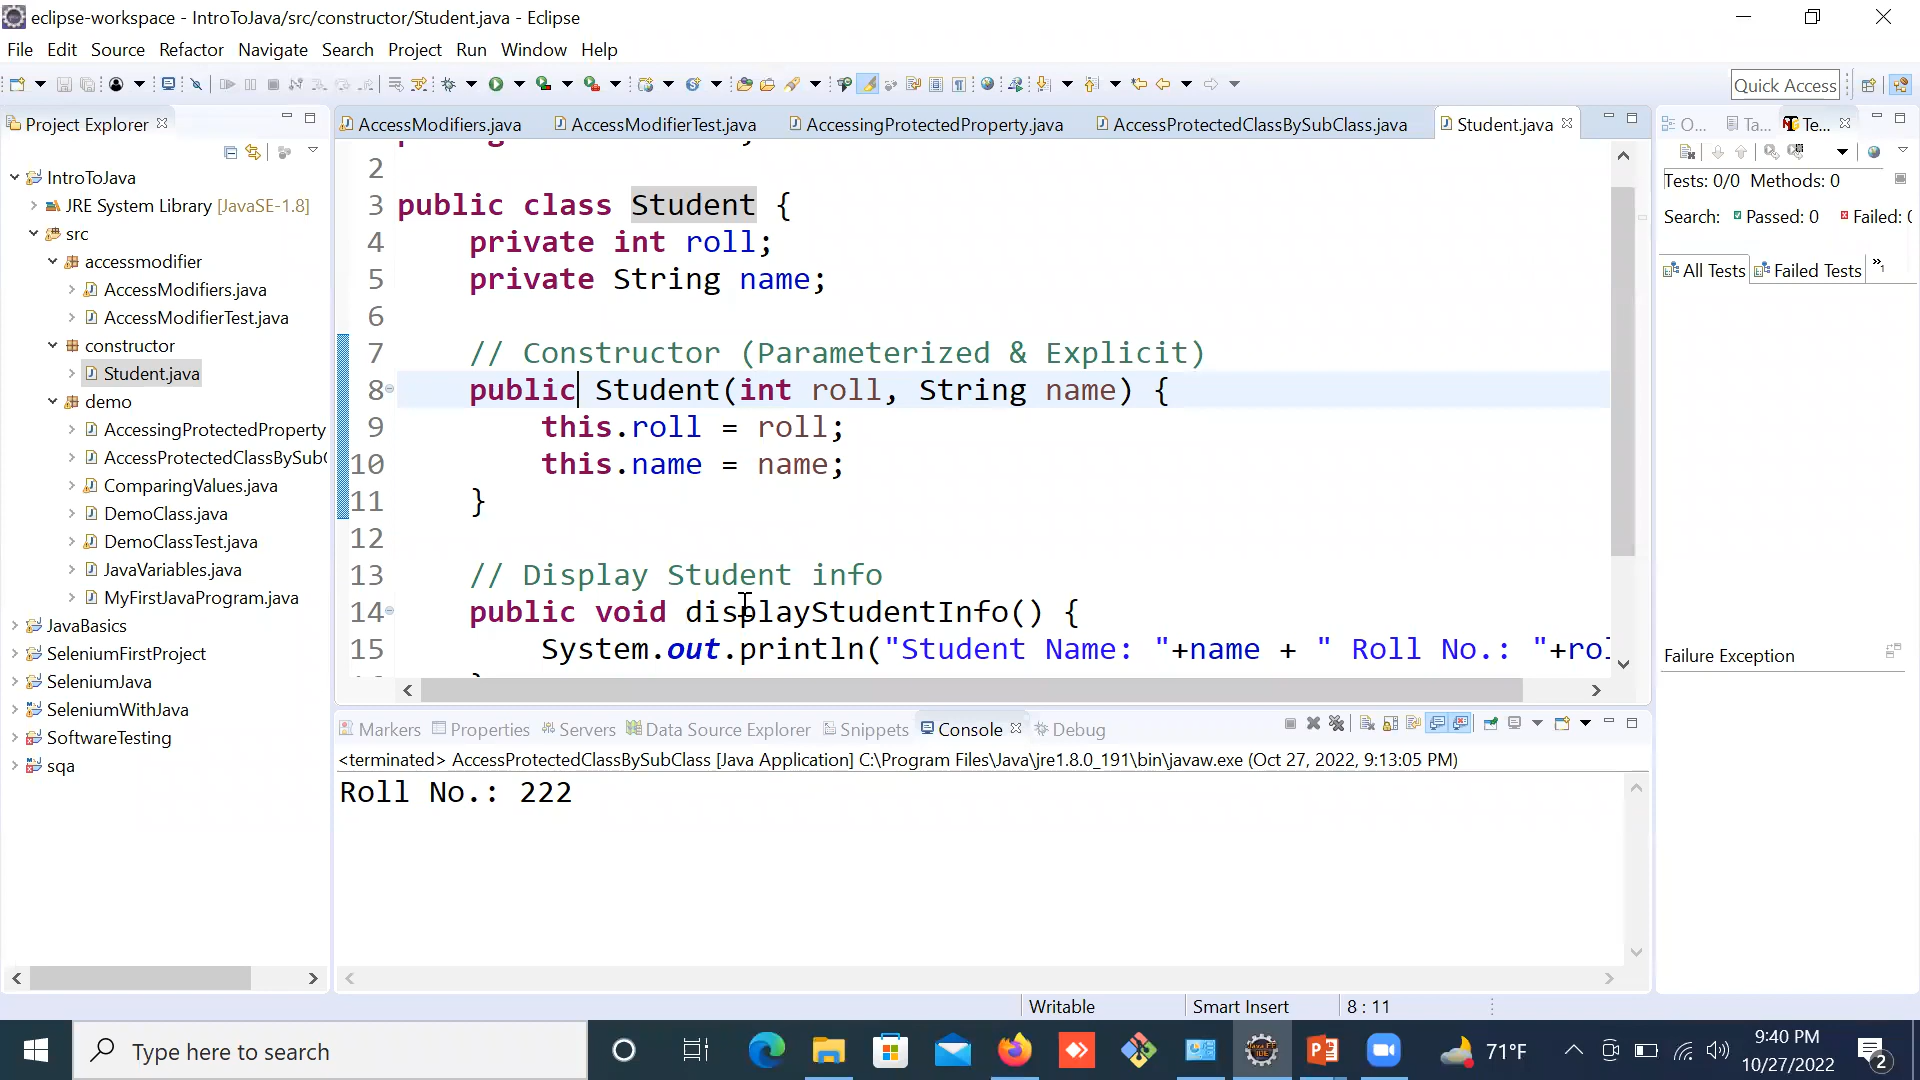 eclipse-workspace - IntroToJava/src/constructor/Student.java - Eclipse
File Edit Source Refactor Navigate Search Project Run Window Help
Quick Access
Project Explorer
AccessModifiers.java AccessModifierTest.java AccessingProtectedProperty.java AccessProtectedClassBySubClass.java Student.java
O... Ta... Te...
IntroToJava
JRE System Library [JavaSE-1.8]
src
accessmodifier
AccessModifiers.java
AccessModifierTest.java
constructor
Student.java
demo
AccessingProtectedProperty
AccessProtectedClassBySub
ComparingValues.java
DemoClass.java
DemoClassTest.java
JavaVariables.java
MyFirstJavaProgram.java
JavaBasics
SeleniumFirstProject
SeleniumJava
SeleniumWithJava
SoftwareTesting
sqa
2
3 public class Student {
4 private int roll;
5 private String name;
6
7 // Constructor (Parameterized & Explicit)
8 public Student(int roll, String name) {
9 this.roll = roll;
10 this.name = name;
11 }
12
13 // Display Student info
14 public void displayStudentInfo() {
15 System.out.println("Student Name: "+name + " Roll No.: "+rol
Tests: 0/0 Methods: 0
Search: Passed: 0 Failed: 0
All Tests Failed Tests »1
Failure Exception
Markers Properties Servers Data Source Explorer Snippets Console Debug
<terminated> AccessProtectedClassBySubClass [Java Application] C:\Program Files\Java\jre1.8.0_191\bin\javaw.exe (Oct 27, 2022, 9:13:05 PM)
Roll No.: 222
Writable Smart Insert 8 : 11
Type here to search
71°F
9:40 PM
10/27/2022
2